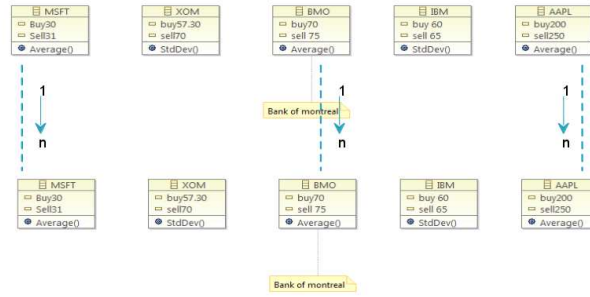 MSFT
Buy30
Sell31
Average()
XOM
buy57.30
sell70
StdDev()
BMO
buy70
sell 75
Average()
IBM
buy 60
sell 65
StdDev()
AAPL
buy200
sell250
Average()
1
n
Bank of montreal
1
n
1
n
MSFT
Buy30
Sell31
Average()
XOM
buy57.30
sell70
StdDev()
BMO
buy70
sell 75
Average()
IBM
buy 60
sell 65
StdDev()
AAPL
buy200
sell250
Average()
Bank of montreal